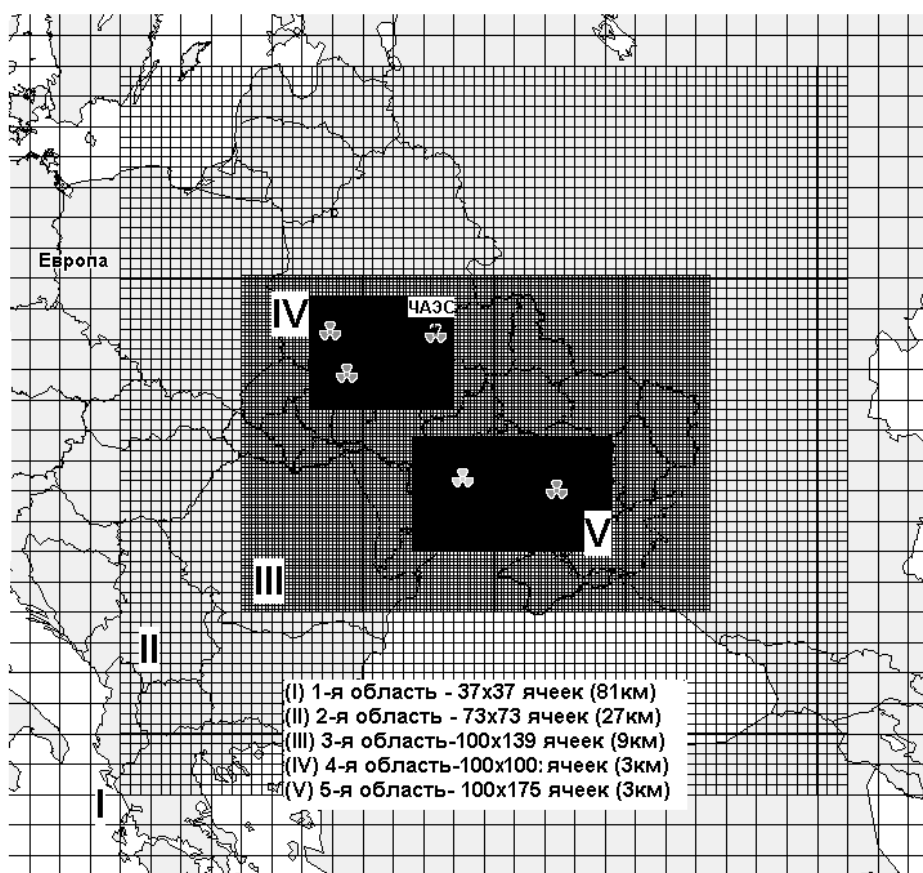 Европа
IV
ЧАЭС
V
III
II
(I) 1-я область - 37x37 ячеек (81км)
(II) 2-я область - 73x73 ячеек (27км)
(III) 3-я область-100x139 ячеек (9км)
(IV) 4-я область-100x100: ячеек (3км)
(V) 5-я область- 100x175 ячеек (3км)
I